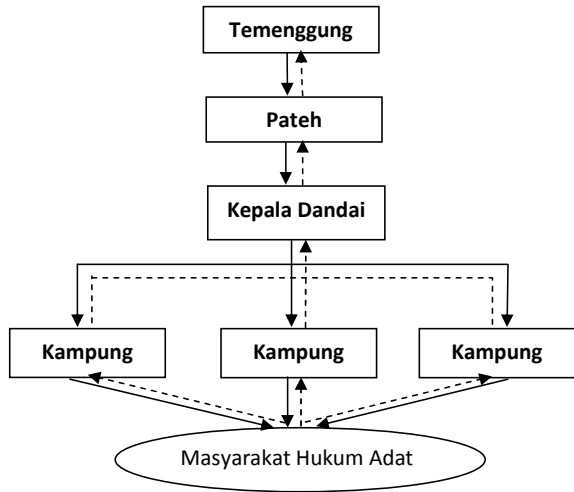 Temenggung
Pateh
Kepala Dandai
Kampung
Kampung
Kampung
Masyarakat Hukum Adat